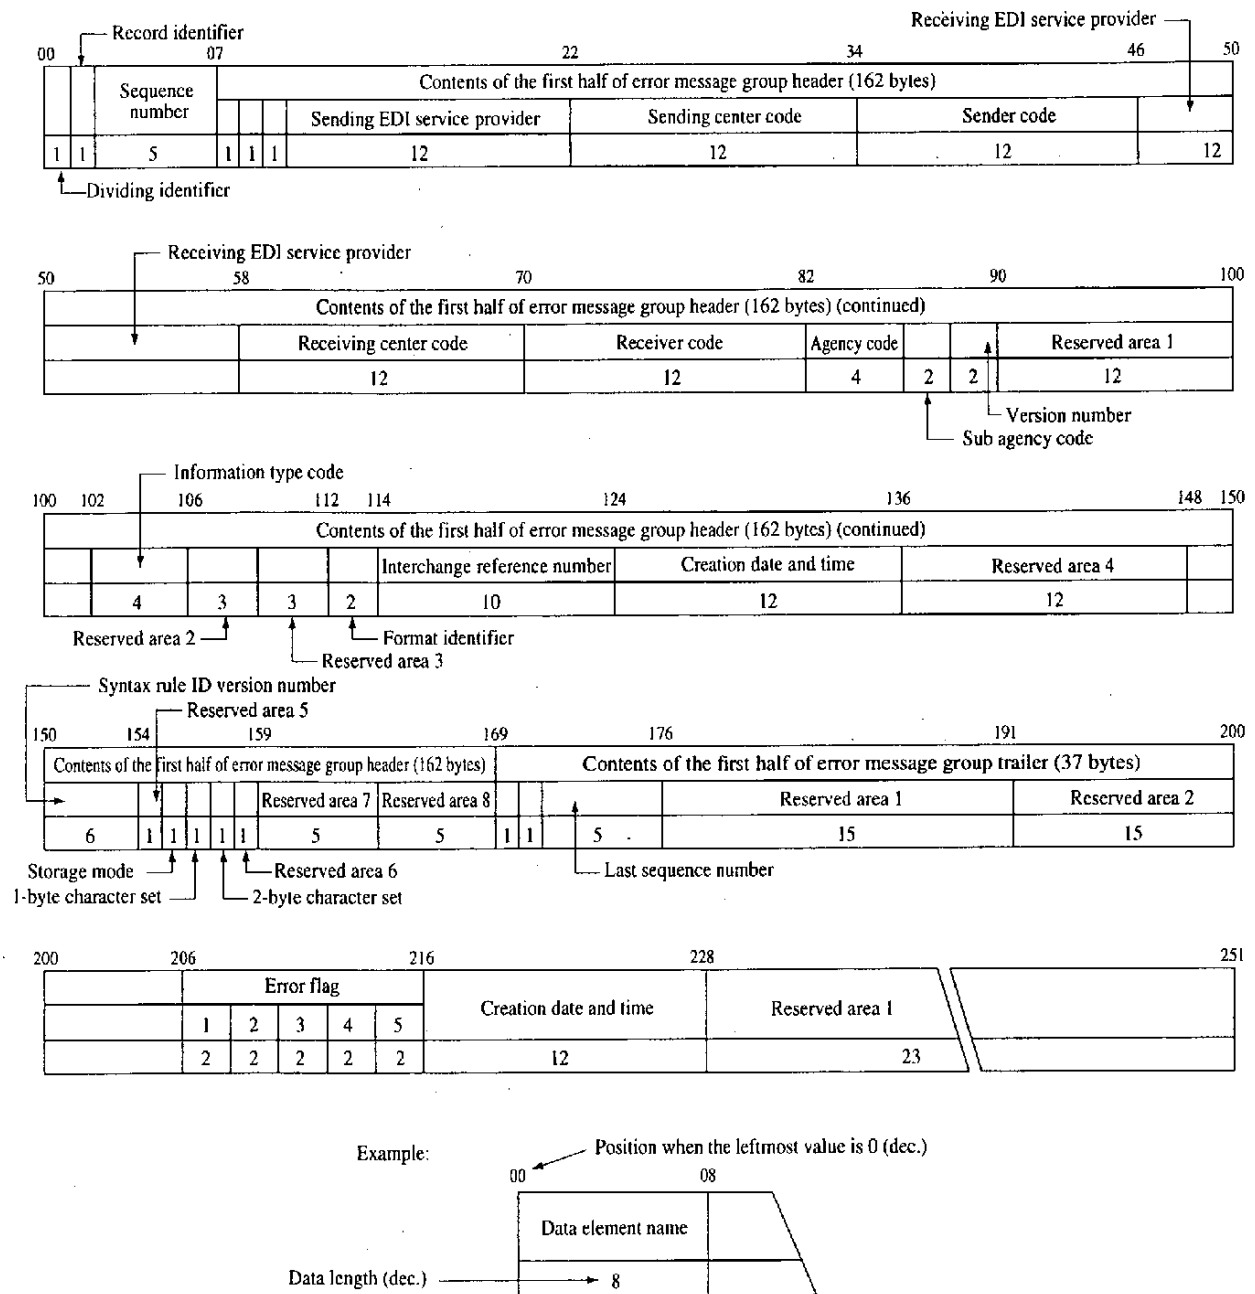 Receiving EDI service provider
Record identifier
00 07 22 34 46 50
Contents of the first half of error message group header (162 bytes)
Sequence number
Sending EDI service provider Sending center code Sender code
1 1 5 1 1 1 12 12 12 12
Dividing identifier
Receiving EDI service provider
50 58 70 82 90 100
Contents of the first half of error message group header (162 bytes) (continued)
Receiving center code Receiver code Agency code Reserved area 1
12 12 4 2 2 12
Version number
Sub agency code
Information type code
100 102 106 112 114 124 136 148 150
Contents of the first half of error message group header (162 bytes) (continued)
Interchange reference number Creation date and time Reserved area 4
4 3 3 2 10 12 12
Reserved area 2 Format identifier
Reserved area 3
Syntax rule ID version number
Reserved area 5
150 154 159 169 176 191 200
Contents of the first half of error message group header (162 bytes) Contents of the first half of error message group trailer (37 bytes)
Reserved area 7 Reserved area 8 Reserved area 1 Reserved area 2
6 1 1 1 1 1 5 5 1 1 5 15 15
Storage mode Reserved area 6 Last sequence number
1-byte character set 2-byte character set
200 206 216 228 251
Error flag
Creation date and time Reserved area 1
1 2 3 4 5
2 2 2 2 2 12 23
Example: Position when the leftmost value is 0 (dec.)
00 08
Data element name
Data length (dec.) 8